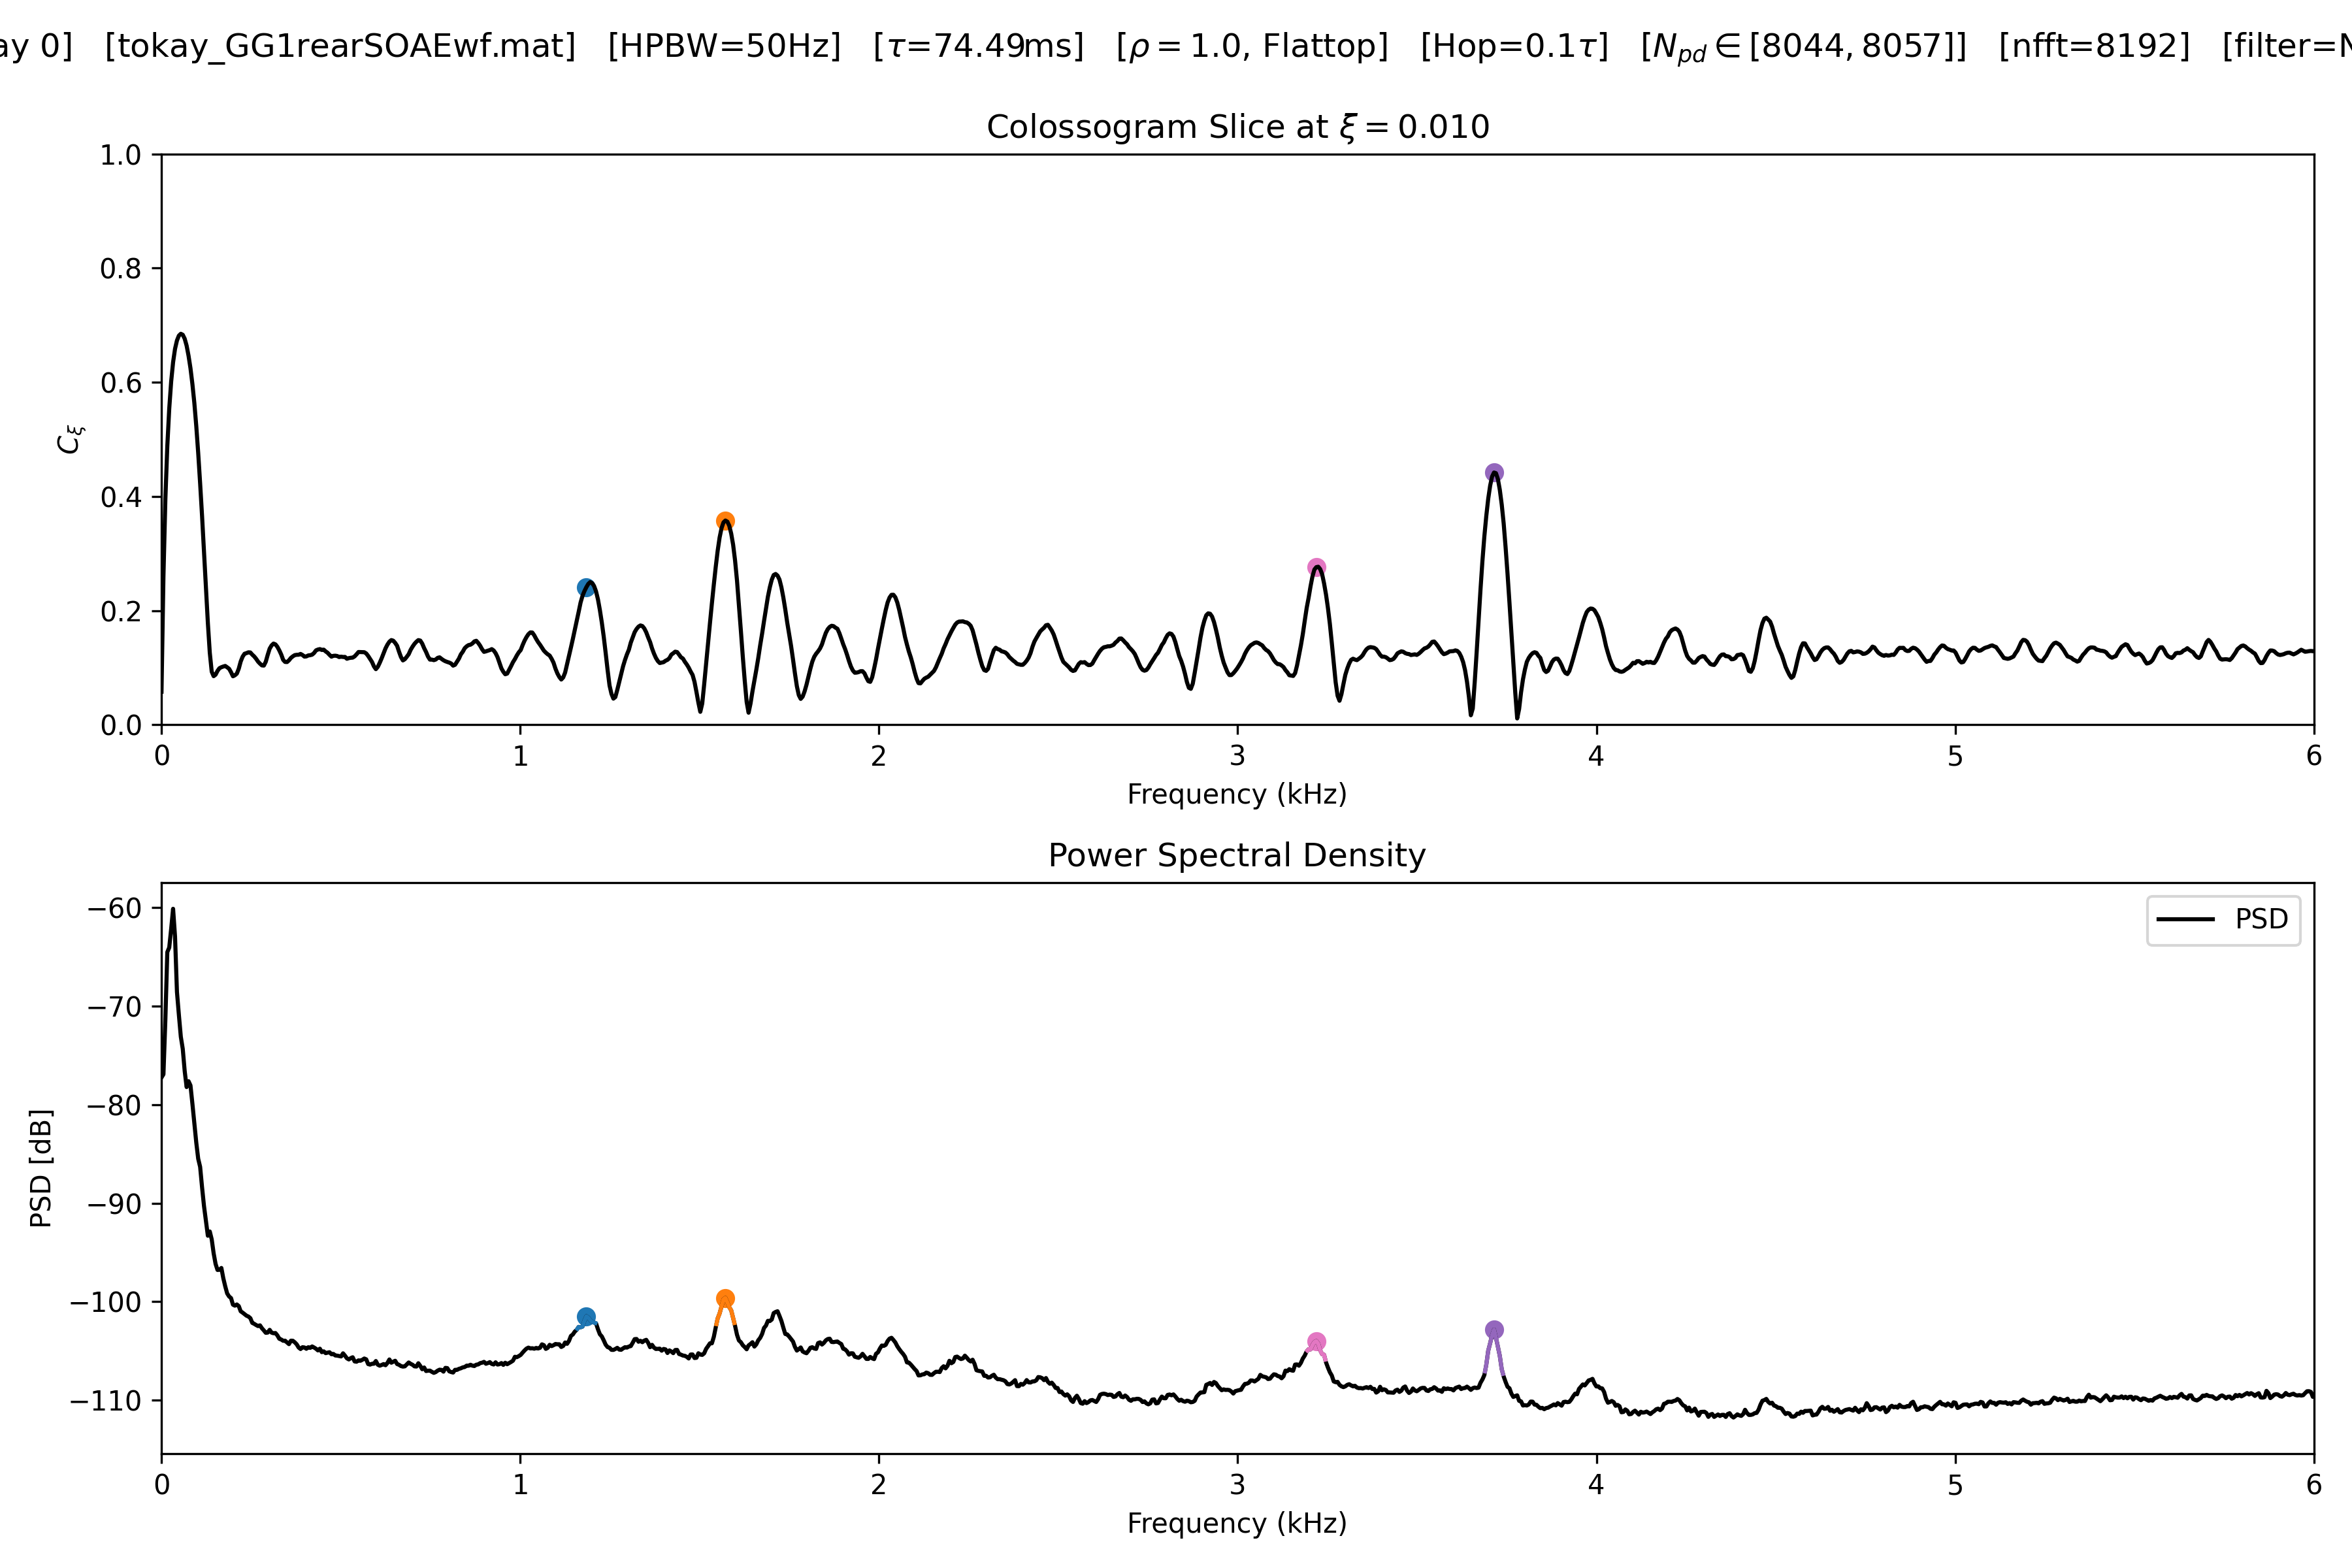 ay 0] [tokay_GG1rearSOAEwf.mat] [HPBW=50Hz] [τ=74.49ms] [ρ = 1.0, Flattop] [Hop=0.1τ] [N_pd ∈ [8044, 8057]] [nfft=8192] [filter=N
Colossogram Slice at ξ = 0.010
1.0
0.8
0.6
0.4
0.2
0.0
C_ξ
0 1 2 3 4 5 6
Frequency (kHz)
Power Spectral Density
−60
−70
−80
−90
−100
−110
PSD [dB]
PSD
0 1 2 3 4 5 6
Frequency (kHz)